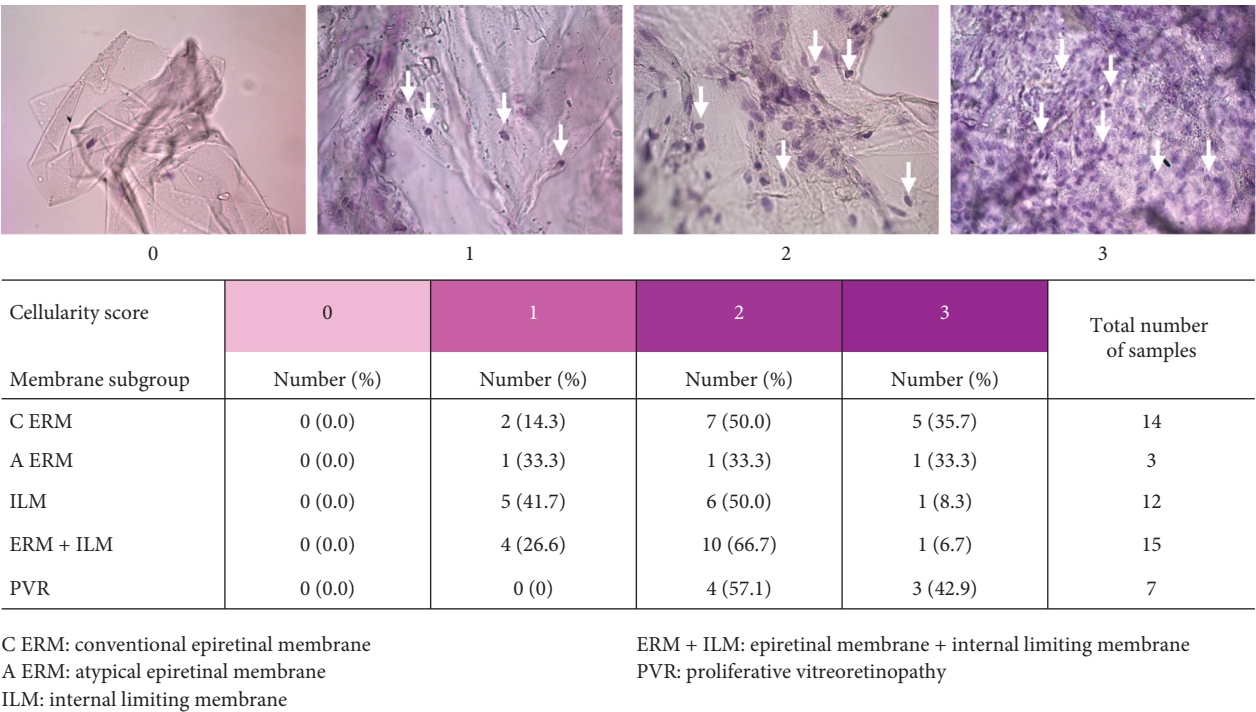 0 1 2 3
Cellularity score 0 1 2 3 Total number
of samples
Membrane subgroup Number (%) Number (%) Number (%) Number (%)
C ERM 0 (0.0) 2 (14.3) 7 (50.0) 5 (35.7) 14
A ERM 0 (0.0) 1 (33.3) 1 (33.3) 1 (33.3) 3
ILM 0 (0.0) 5 (41.7) 6 (50.0) 1 (8.3) 12
ERM + ILM 0 (0.0) 4 (26.6) 10 (66.7) 1 (6.7) 15
PVR 0 (0.0) 0 (0) 4 (57.1) 3 (42.9) 7
C ERM: conventional epiretinal membrane
A ERM: atypical epiretinal membrane
ILM: internal limiting membrane
ERM + ILM: epiretinal membrane + internal limiting membrane
PVR: proliferative vitreoretinopathy